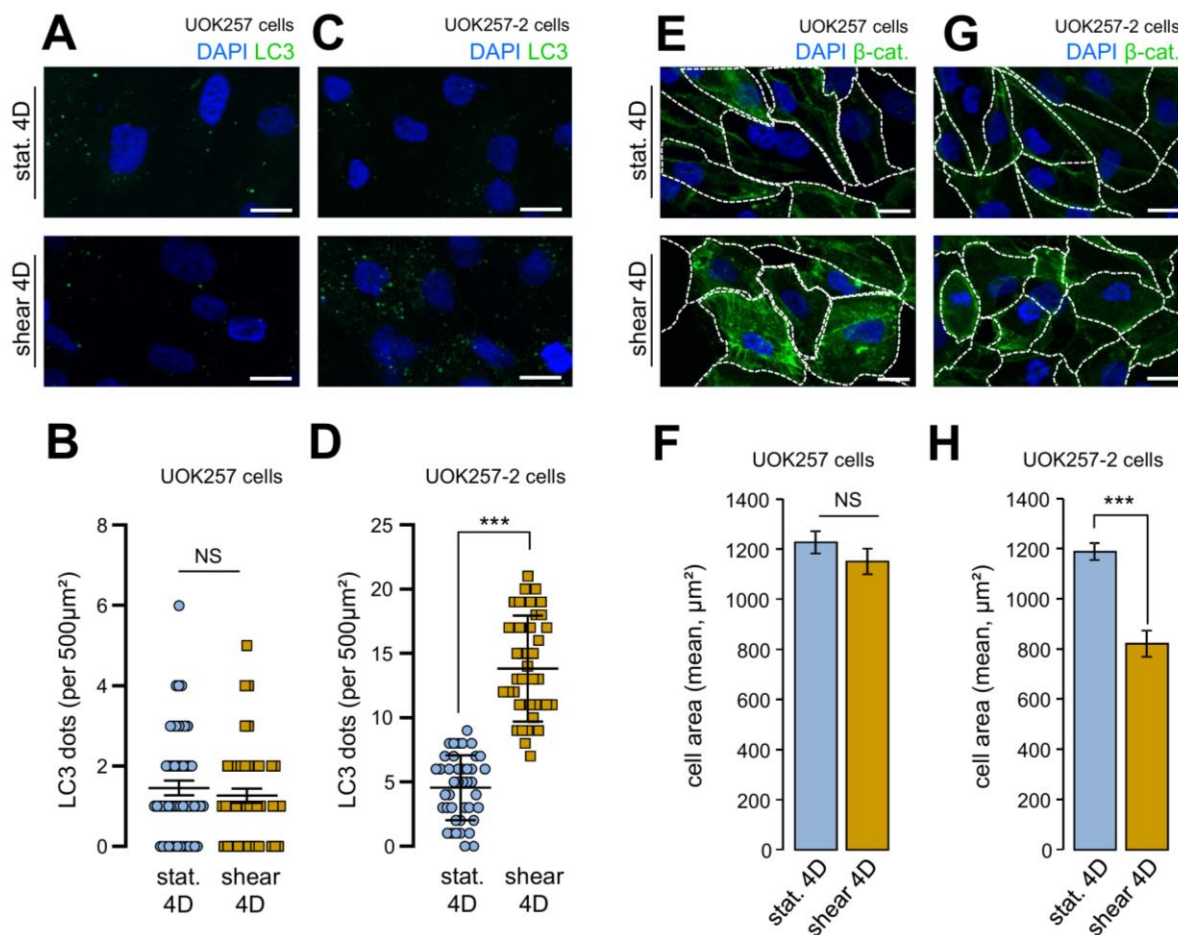 A
UOK257 cells
DAPI LC3
C
UOK257-2 cells
DAPI LC3
E
UOK257 cells
DAPI β-cat.
G
UOK257-2 cells
DAPI β-cat.
stat. 4D
shear 4D
stat. 4D
shear 4D
B
UOK257 cells
LC3 dots (per 500µm²)
8
6
4
2
0
NS
stat.
4D
shear
4D
D
UOK257-2 cells
LC3 dots (per 500µm²)
25
20
15
10
5
0
***
stat.
4D
shear
4D
F
UOK257 cells
cell area (mean, µm²)
1400
1200
1000
800
600
400
200
0
NS
stat. 4D
shear 4D
H
UOK257-2 cells
cell area (mean, µm²)
1400
1200
1000
800
600
400
200
0
***
stat. 4D
shear 4D